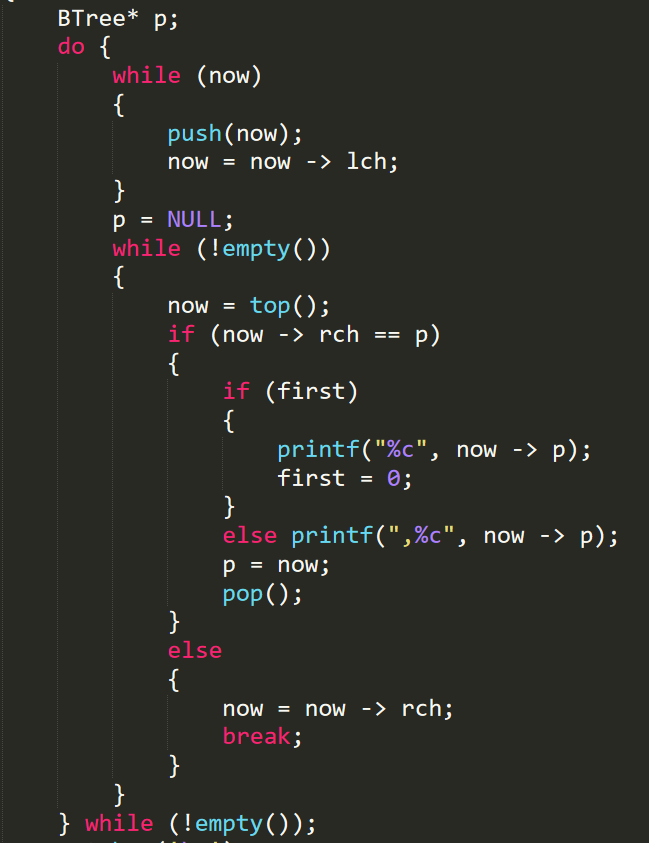 BTree* p;
do {
while (now)
{
push(now);
now = now -> lch;
}
p = NULL;
while (!empty())
{
now = top();
if (now -> rch == p)
{
if (first)
{
printf("%c", now -> p);
first = 0;
}
else printf(",%c", now -> p);
p = now;
pop();
}
else
{
now = now -> rch;
break;
}
}
} while (!empty());